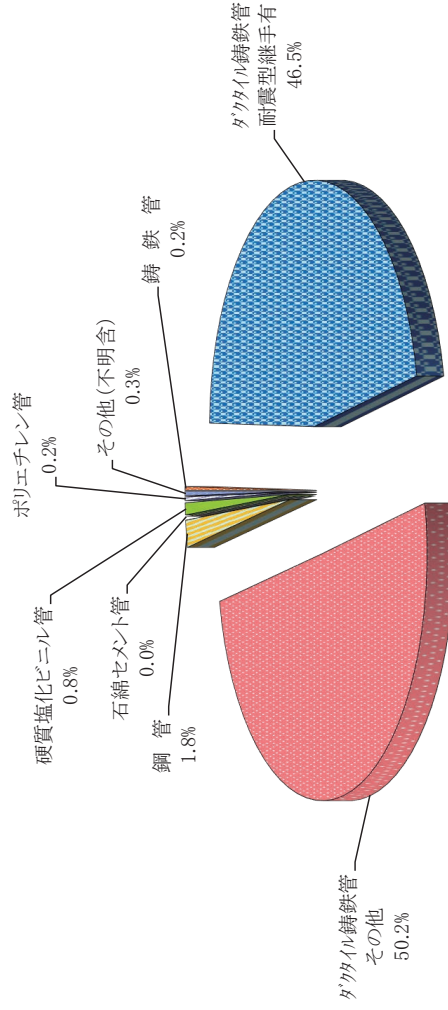 鋳 鉄 管
0.2%
ダクタイル鋳鉄管
耐震型継手有
46.5%
ダクタイル鋳鉄管
その他
50.2%
鋼 管
1.8%
石綿セメント管
0.0%
硬質塩化ビニル管
0.8%
ポリエチレン管
0.2%
その他(不明含)
0.3%